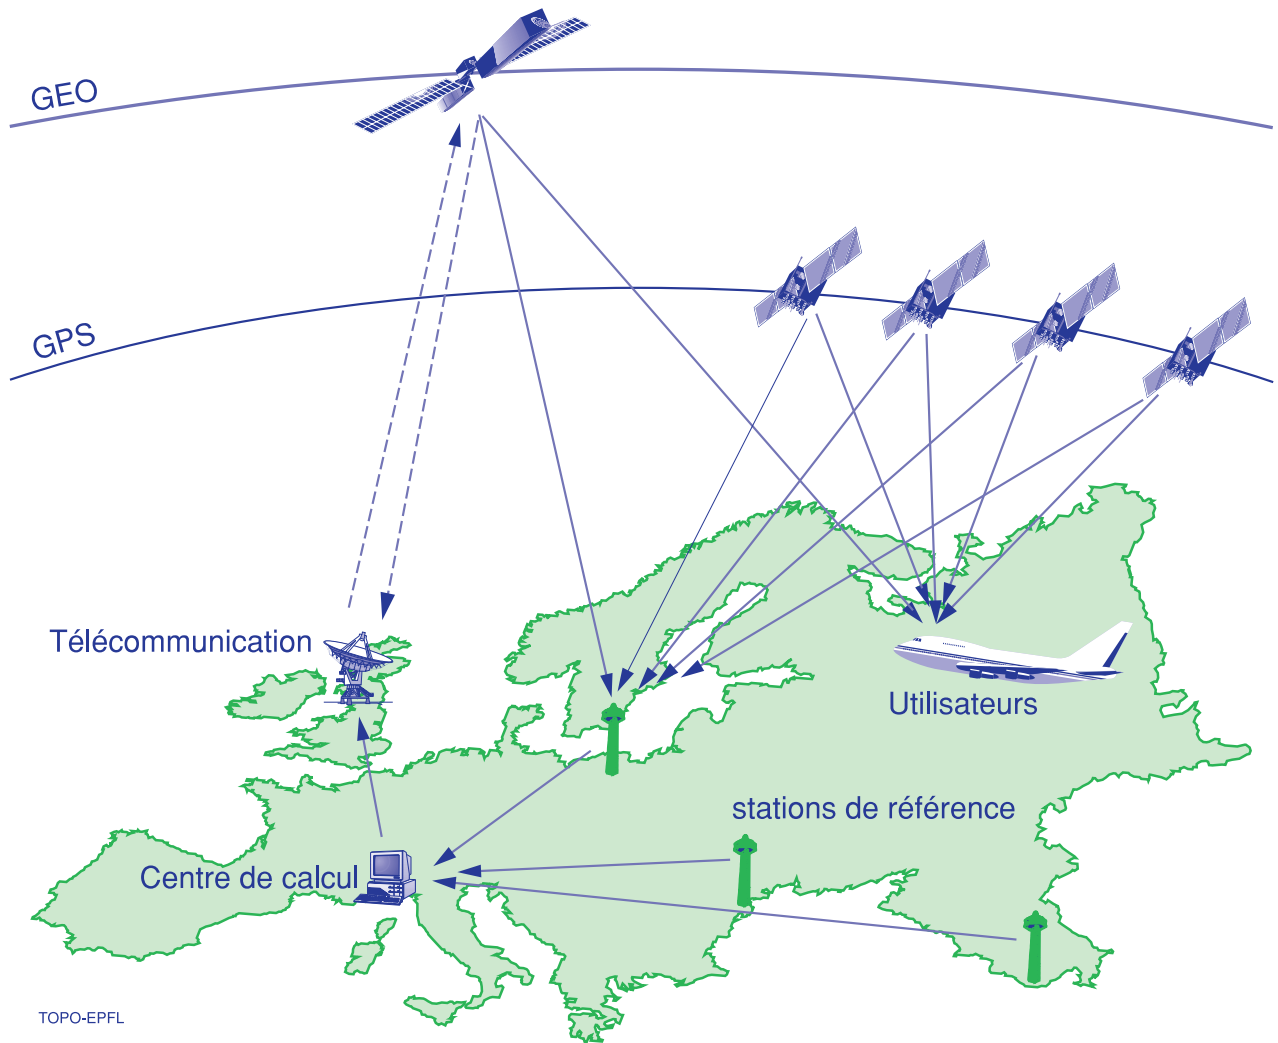 GEO
GPS
Télécommunication
Utilisateurs
stations de référence
Centre de calcul
TOPO-EPFL